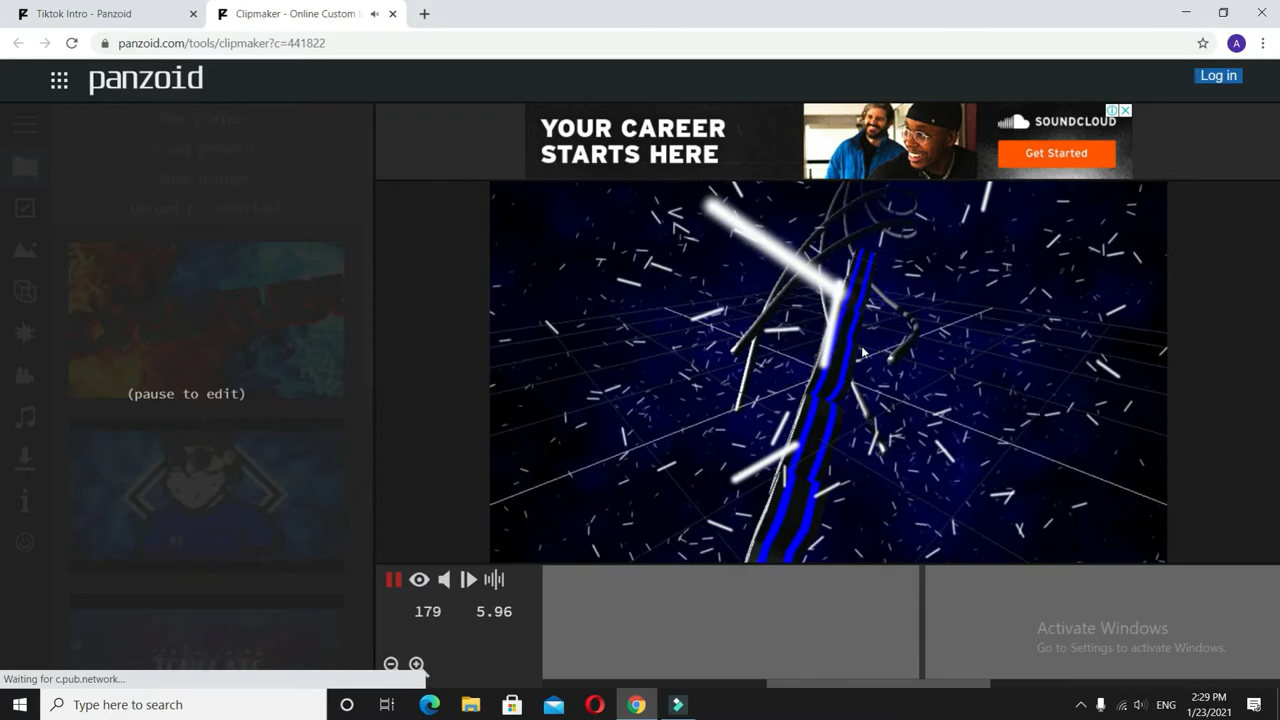 Tiktok Intro - Panzoid
Clipmaker - Online Custom In
panzoid.com/tools/clipmaker?c=441822
A
panzoid
Log in
YOUR CAREER
STARTS HERE
SOUNDCLOUD
Get Started
(pause to edit)
179
5.96
Activate Windows
Go to Settings to activate Windows.
Waiting for c.pub.network...
Type here to search
ENG
2:29 PM
1/23/2021